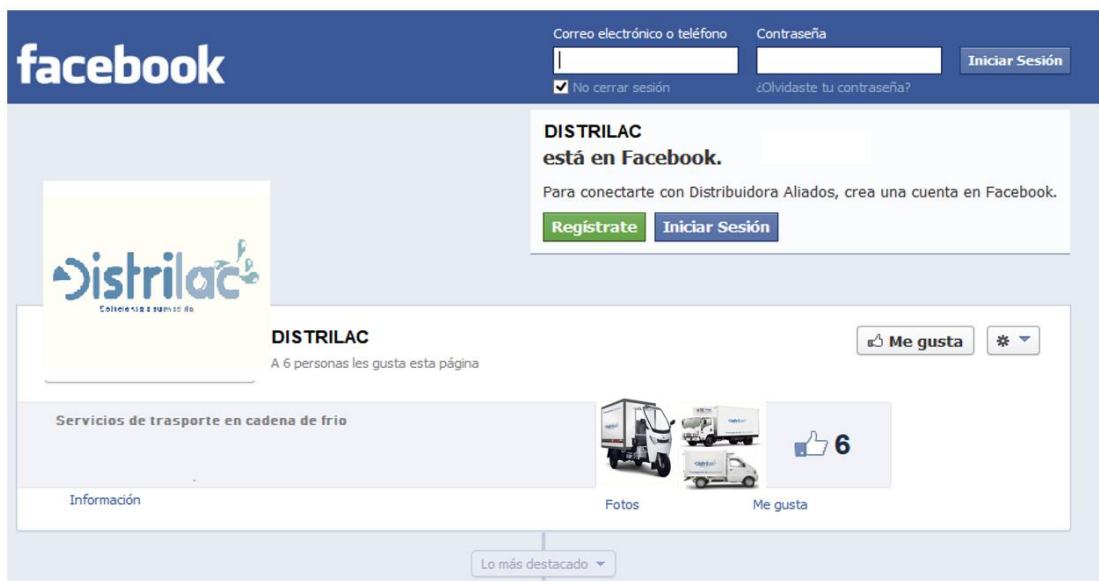 facebook
Correo electrónico o teléfono
Contraseña
Iniciar Sesión
No cerrar sesión
¿Olvidaste tu contraseña?
DISTRILAC
está en Facebook.
Para conectarte con Distribuidora Aliados, crea una cuenta en Facebook.
Regístrate
Iniciar Sesión
Distrilac
DISTRILAC
A 6 personas les gusta esta página
Me gusta
Servicios de trasporte en cadena de frio
6
Información
Fotos
Me gusta
Lo más destacado